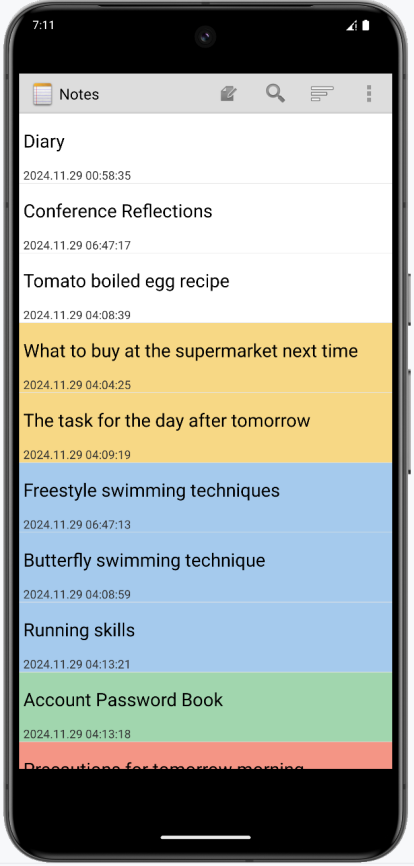 7:11
Notes
Diary
2024.11.29 00:58:35
Conference Reflections
2024.11.29 06:47:17
Tomato boiled egg recipe
2024.11.29 04:08:39
What to buy at the supermarket next time
2024.11.29 04:04:25
The task for the day after tomorrow
2024.11.29 04:09:19
Freestyle swimming techniques
2024.11.29 06:47:13
Butterfly swimming technique
2024.11.29 04:08:59
Running skills
2024.11.29 04:13:21
Account Password Book
2024.11.29 04:13:18
Precautions for tomorrow morning